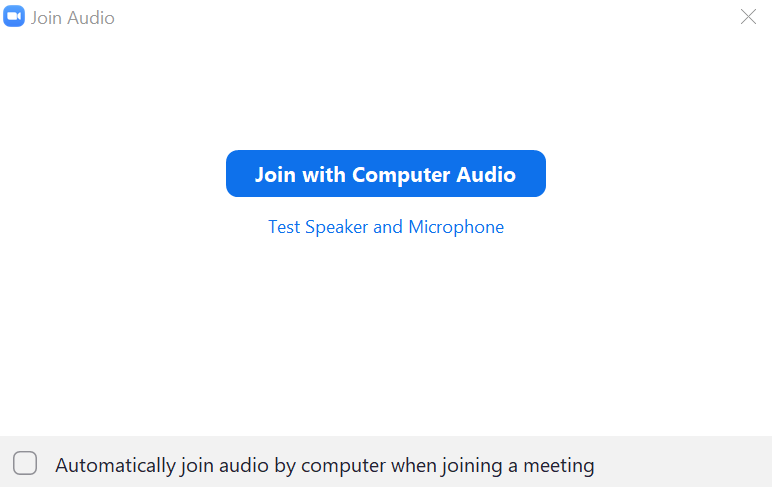 Join Audio
Join with Computer Audio
Test Speaker and Microphone
Automatically join audio by computer when joining a meeting